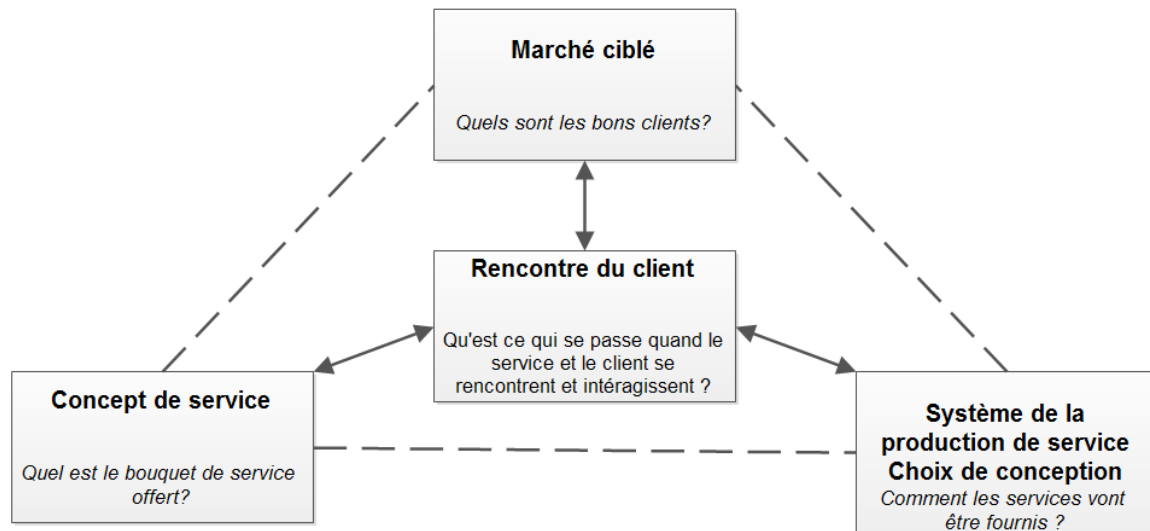 Marché ciblé
Quels sont les bons clients?
Rencontre du client
Qu'est ce qui se passe quand le
service et le client se
rencontrent et intéragissent ?
Concept de service
Quel est le bouquet de service
offert?
Système de la
production de service
Choix de conception
Comment les services vont
être fournis ?